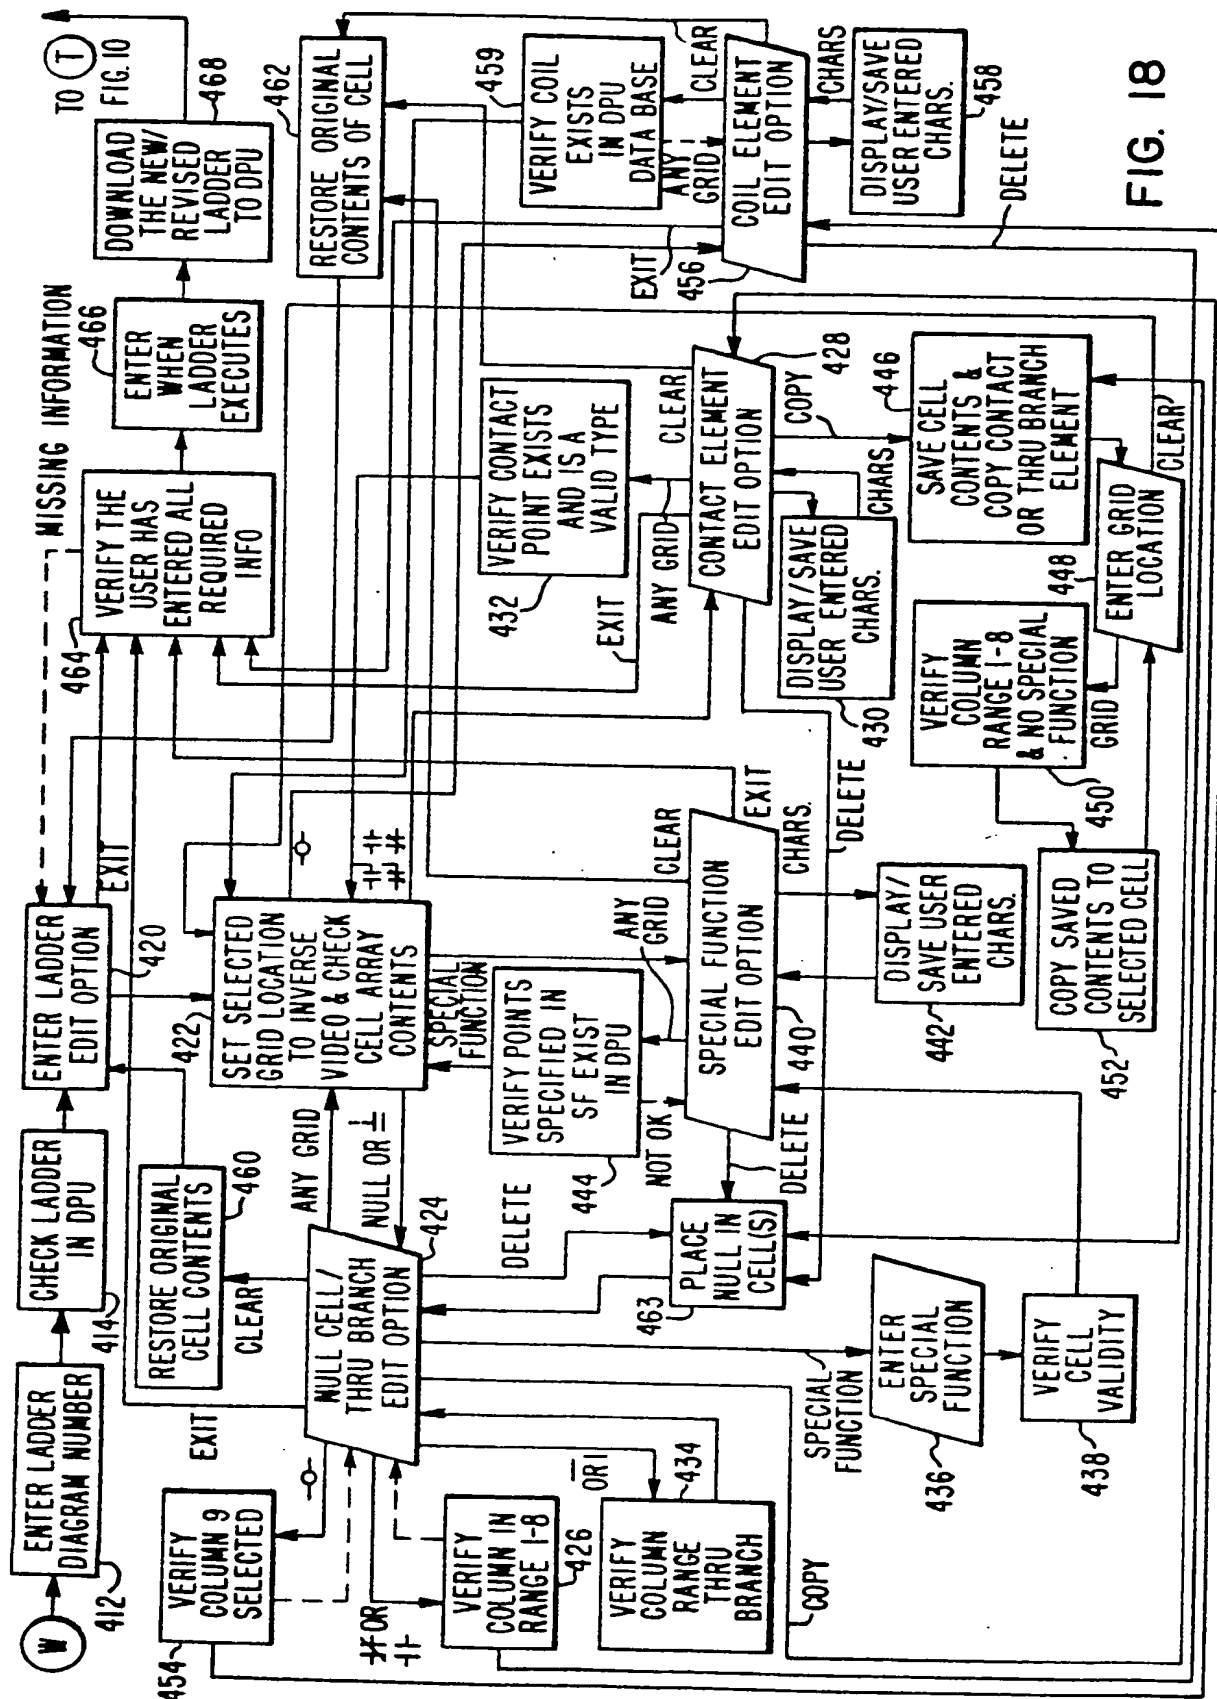 W
ENTER LADDER
DIAGRAM NUMBER
412
CHECK LADDER
IN DPU
414
ENTER LADDER
EDIT OPTION
420
EXIT
MISSING INFORMATION
VERIFY THE
USER HAS
ENTERED ALL
REQUIRED
INFO
464
ENTER
WHEN
LADDER
EXECUTES
466
DOWNLOAD
THE NEW/
REVISED
LADDER
TO DPU
468
TO T
FIG. 10
VERIFY
COLUMN 9
SELECTED
454
EXIT
RESTORE ORIGINAL
CELL CONTENTS
460
CLEAR
ANY GRID
NULL OR
SET SELECTED
GRID LOCATION
TO INVERSE
VIDEO & CHECK
CELL ARRAY
CONTENTS
422
SPECIAL
FUNCTION
RESTORE ORIGINAL
CONTENTS OF CELL
462
CLEAR
NULL CELL/
THRU BRANCH
EDIT OPTION
424
OR
VERIFY
COLUMN IN
RANGE 1-8
426
OR
VERIFY
COLUMN
RANGE
THRU
BRANCH
434
COPY
DELETE
VERIFY POINTS
SPECIFIED IN
SF EXIST
IN DPU
444
NOT OK
ANY
GRID
CLEAR
SPECIAL FUNCTION
EDIT OPTION
440
EXIT
CHARS.
DELETE
PLACE
NULL IN
CELL(S)
463
SPECIAL
FUNCTION
ENTER
SPECIAL
FUNCTION
436
VERIFY
CELL
VALIDITY
438
DISPLAY/
SAVE USER
ENTERED
CHARS.
442
VERIFY CONTACT
POINT EXISTS
AND IS A
VALID TYPE
432
EXIT
ANY GRID
CLEAR
CONTACT ELEMENT
EDIT OPTION
428
COPY
CHARS
DISPLAY/SAVE
USER ENTERED
CHARS.
430
DELETE
SAVE CELL
CONTENTS &
COPY CONTACT
OR THRU BRANCH
ELEMENT
446
ENTER GRID
LOCATION
448
CLEAR
GRID
VERIFY
COLUMN
RANGE 1-8
& NO SPECIAL
FUNCTION
450
COPY SAVED
CONTENTS TO
SELECTED CELL
452
VERIFY COIL
EXISTS
IN DPU
DATA BASE
459
ANY
GRID
CLEAR
EXIT
COIL ELEMENT
EDIT OPTION
456
CHARS
DISPLAY/SAVE
USER ENTERED
CHARS.
458
DELETE
FIG. 18